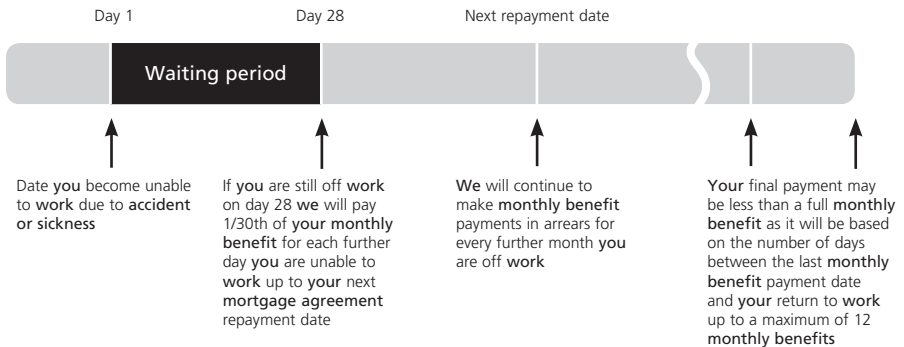 Day 1
Day 28
Next repayment date
Waiting period
Date you become unable
to work due to accident
or sickness
If you are still off work
on day 28 we will pay
1/30th of your monthly
benefit for each further
day you are unable to
work up to your next
mortgage agreement
repayment date
We will continue to
make monthly benefit
payments in arrears for
every further month you
are off work
Your final payment may
be less than a full monthly
benefit as it will be based
on the number of days
between the last monthly
benefit payment date
and your return to work
up to a maximum of 12
monthly benefits